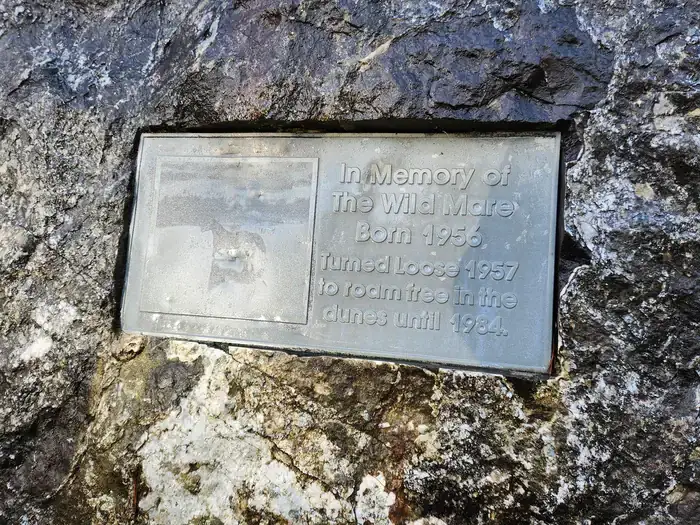 In Memory of
'The Wild Mare'
Born 1956
Turned Loose 1957
to roam free in the
dunes until 1984.